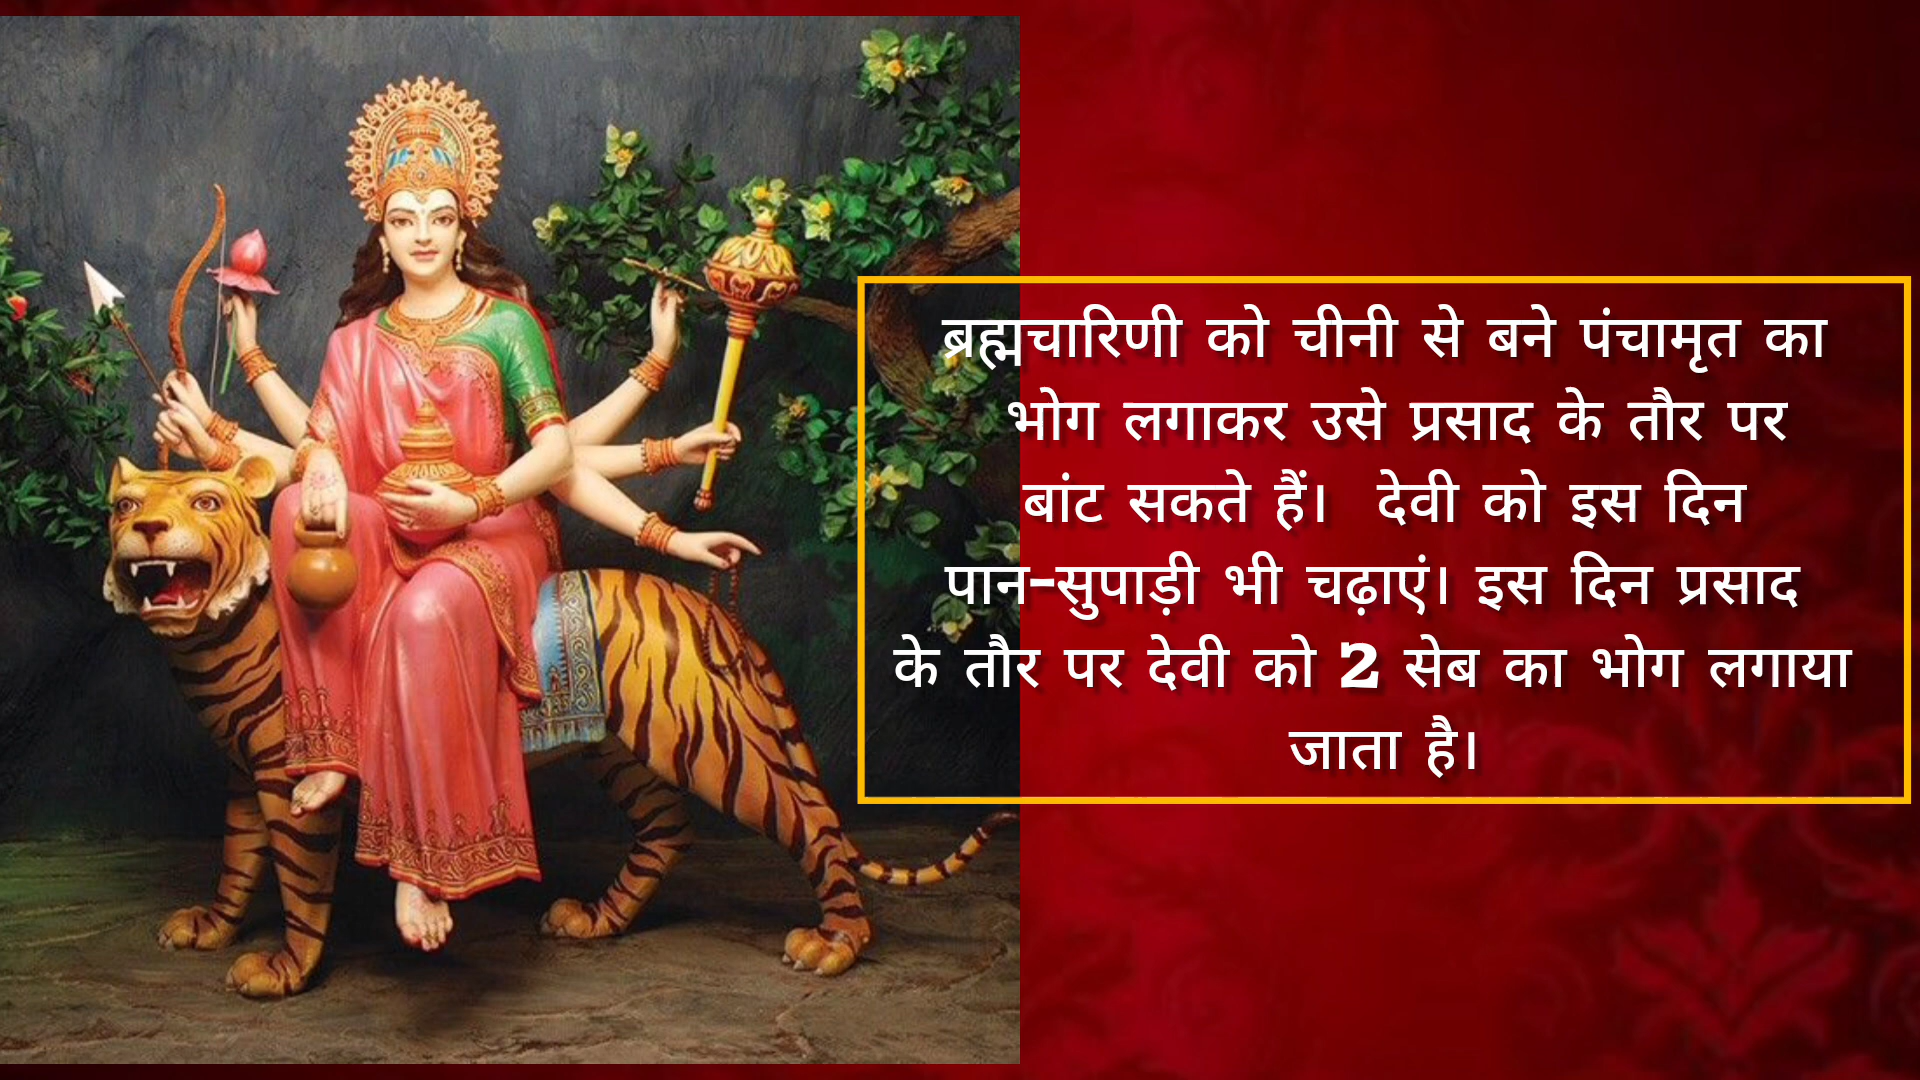 ब्रह्मचारिणी को चीनी से बने पंचामृत का
भोग लगाकर उसे प्रसाद के तौर पर
बांट सकते हैं। देवी को इस दिन
पान-सुपाड़ी भी चढ़ाएं। इस दिन प्रसाद
के तौर पर देवी को 2 सेब का भोग लगाया
जाता है।